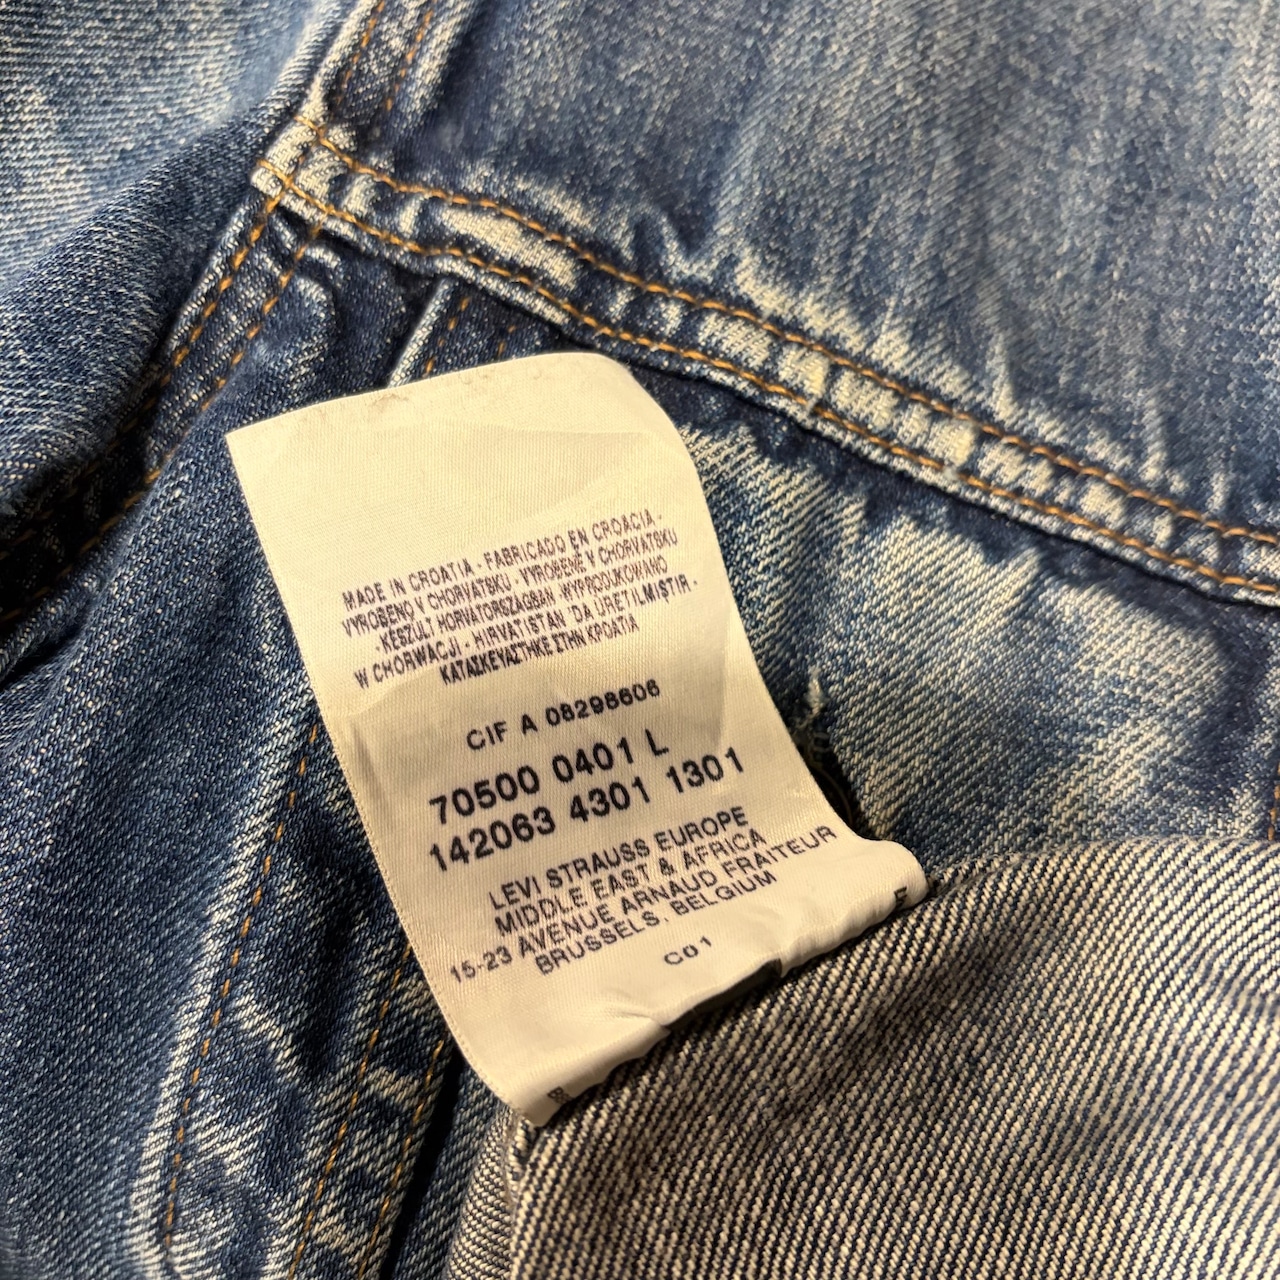 MADE IN CROATIA - FABRICADO EN CROACIA -
VYROBENO V CHORVATSKU - VYROBENÉ V CHORVATSKU
- KÉSZÜLT HORVÁTORSZÁGBAN WYPRODUKOWANO
W CHORWACJI - HIRVATISTAN DA ÜRETILMIŞTIR -
ΚΑΤΑΣΚΕΥΑΣΤΗΚΕ ΣΤΗΝ ΚΡΟΑΤΙΑ
CIF A 08298606
70500 0401 L
142063 4301 1301
LEVI STRAUSS EUROPE
MIDDLE EAST & AFRICA
15-23 AVENUE ARNAUD FRAITEUR
BRUSSELS, BELGIUM
C01